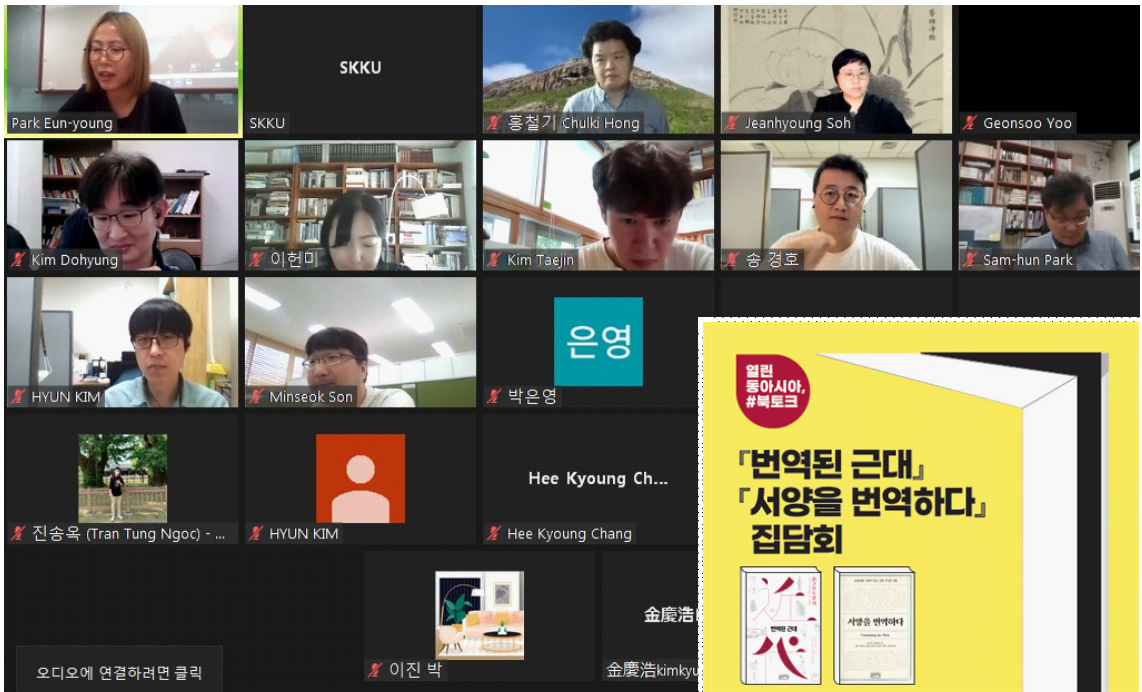 SKKU
Park Eun-young
SKKU
홍철기 Chulki Hong
Jeanhyoung Soh
Geonsoo Yoo
Kim Dohyung
이헌미
Kim Taejin
송 경호
Sam-hun Park
HYUN KIM
Minseok Son
은영
박은영
진송옥 (Tran Tung Ngoc) - ...
HYUN KIM
Hee Kyoung Ch...
Hee Kyoung Chang
이진 박
金慶浩
金慶浩kimkyu
오디오에 연결하려면 클릭
열린
동아시아,
#북토크
『번역된 근대』
『서양을 번역하다』
집담회
近
번역된 근대
代
서양을 번역하다